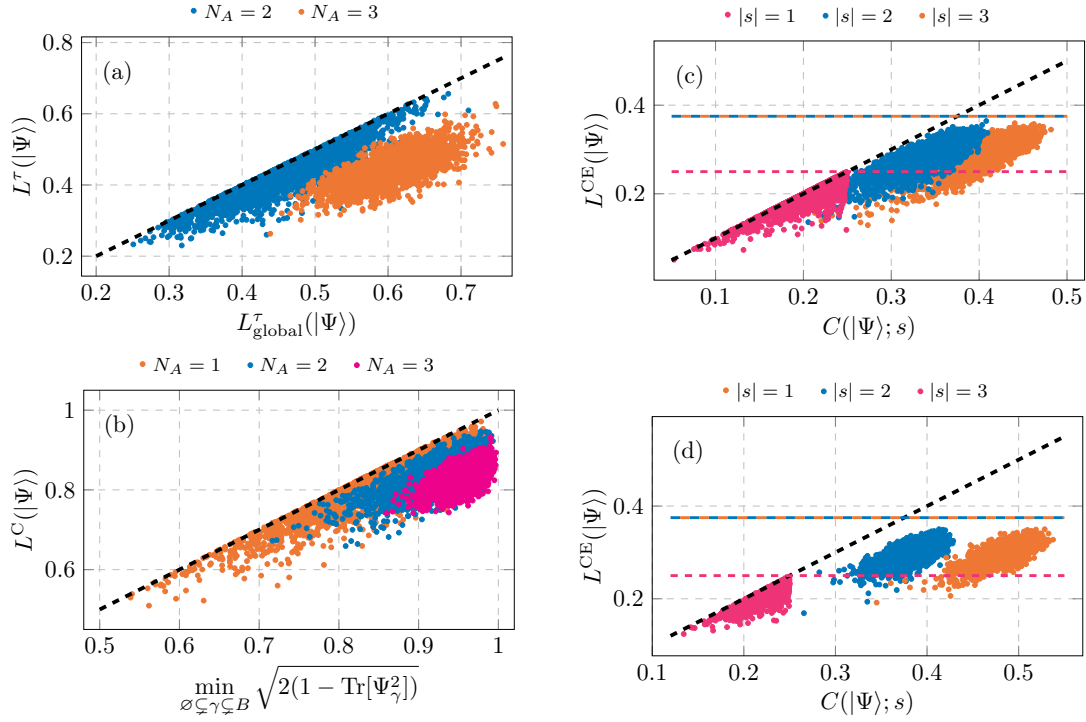 N_A = 2 N_A = 3
(a)
0.8
0.6
0.4
0.2
L^τ(|Ψ⟩)
0.2 0.3 0.4 0.5 0.6 0.7
L^τ_global(|Ψ⟩)
|s| = 1 |s| = 2 |s| = 3
(c)
0.4
0.2
L^CE(|Ψ⟩)
0.1 0.2 0.3 0.4 0.5
C(|Ψ⟩; s)
N_A = 1 N_A = 2 N_A = 3
(b)
1
0.8
0.6
L^C(|Ψ⟩)
0.5 0.6 0.7 0.8 0.9 1
min_{∅⊊γ⊊B} √(2(1 − Tr[Ψ_γ^2]))
|s| = 1 |s| = 2 |s| = 3
(d)
0.4
0.2
L^CE(|Ψ⟩)
0.1 0.2 0.3 0.4 0.5
C(|Ψ⟩; s)